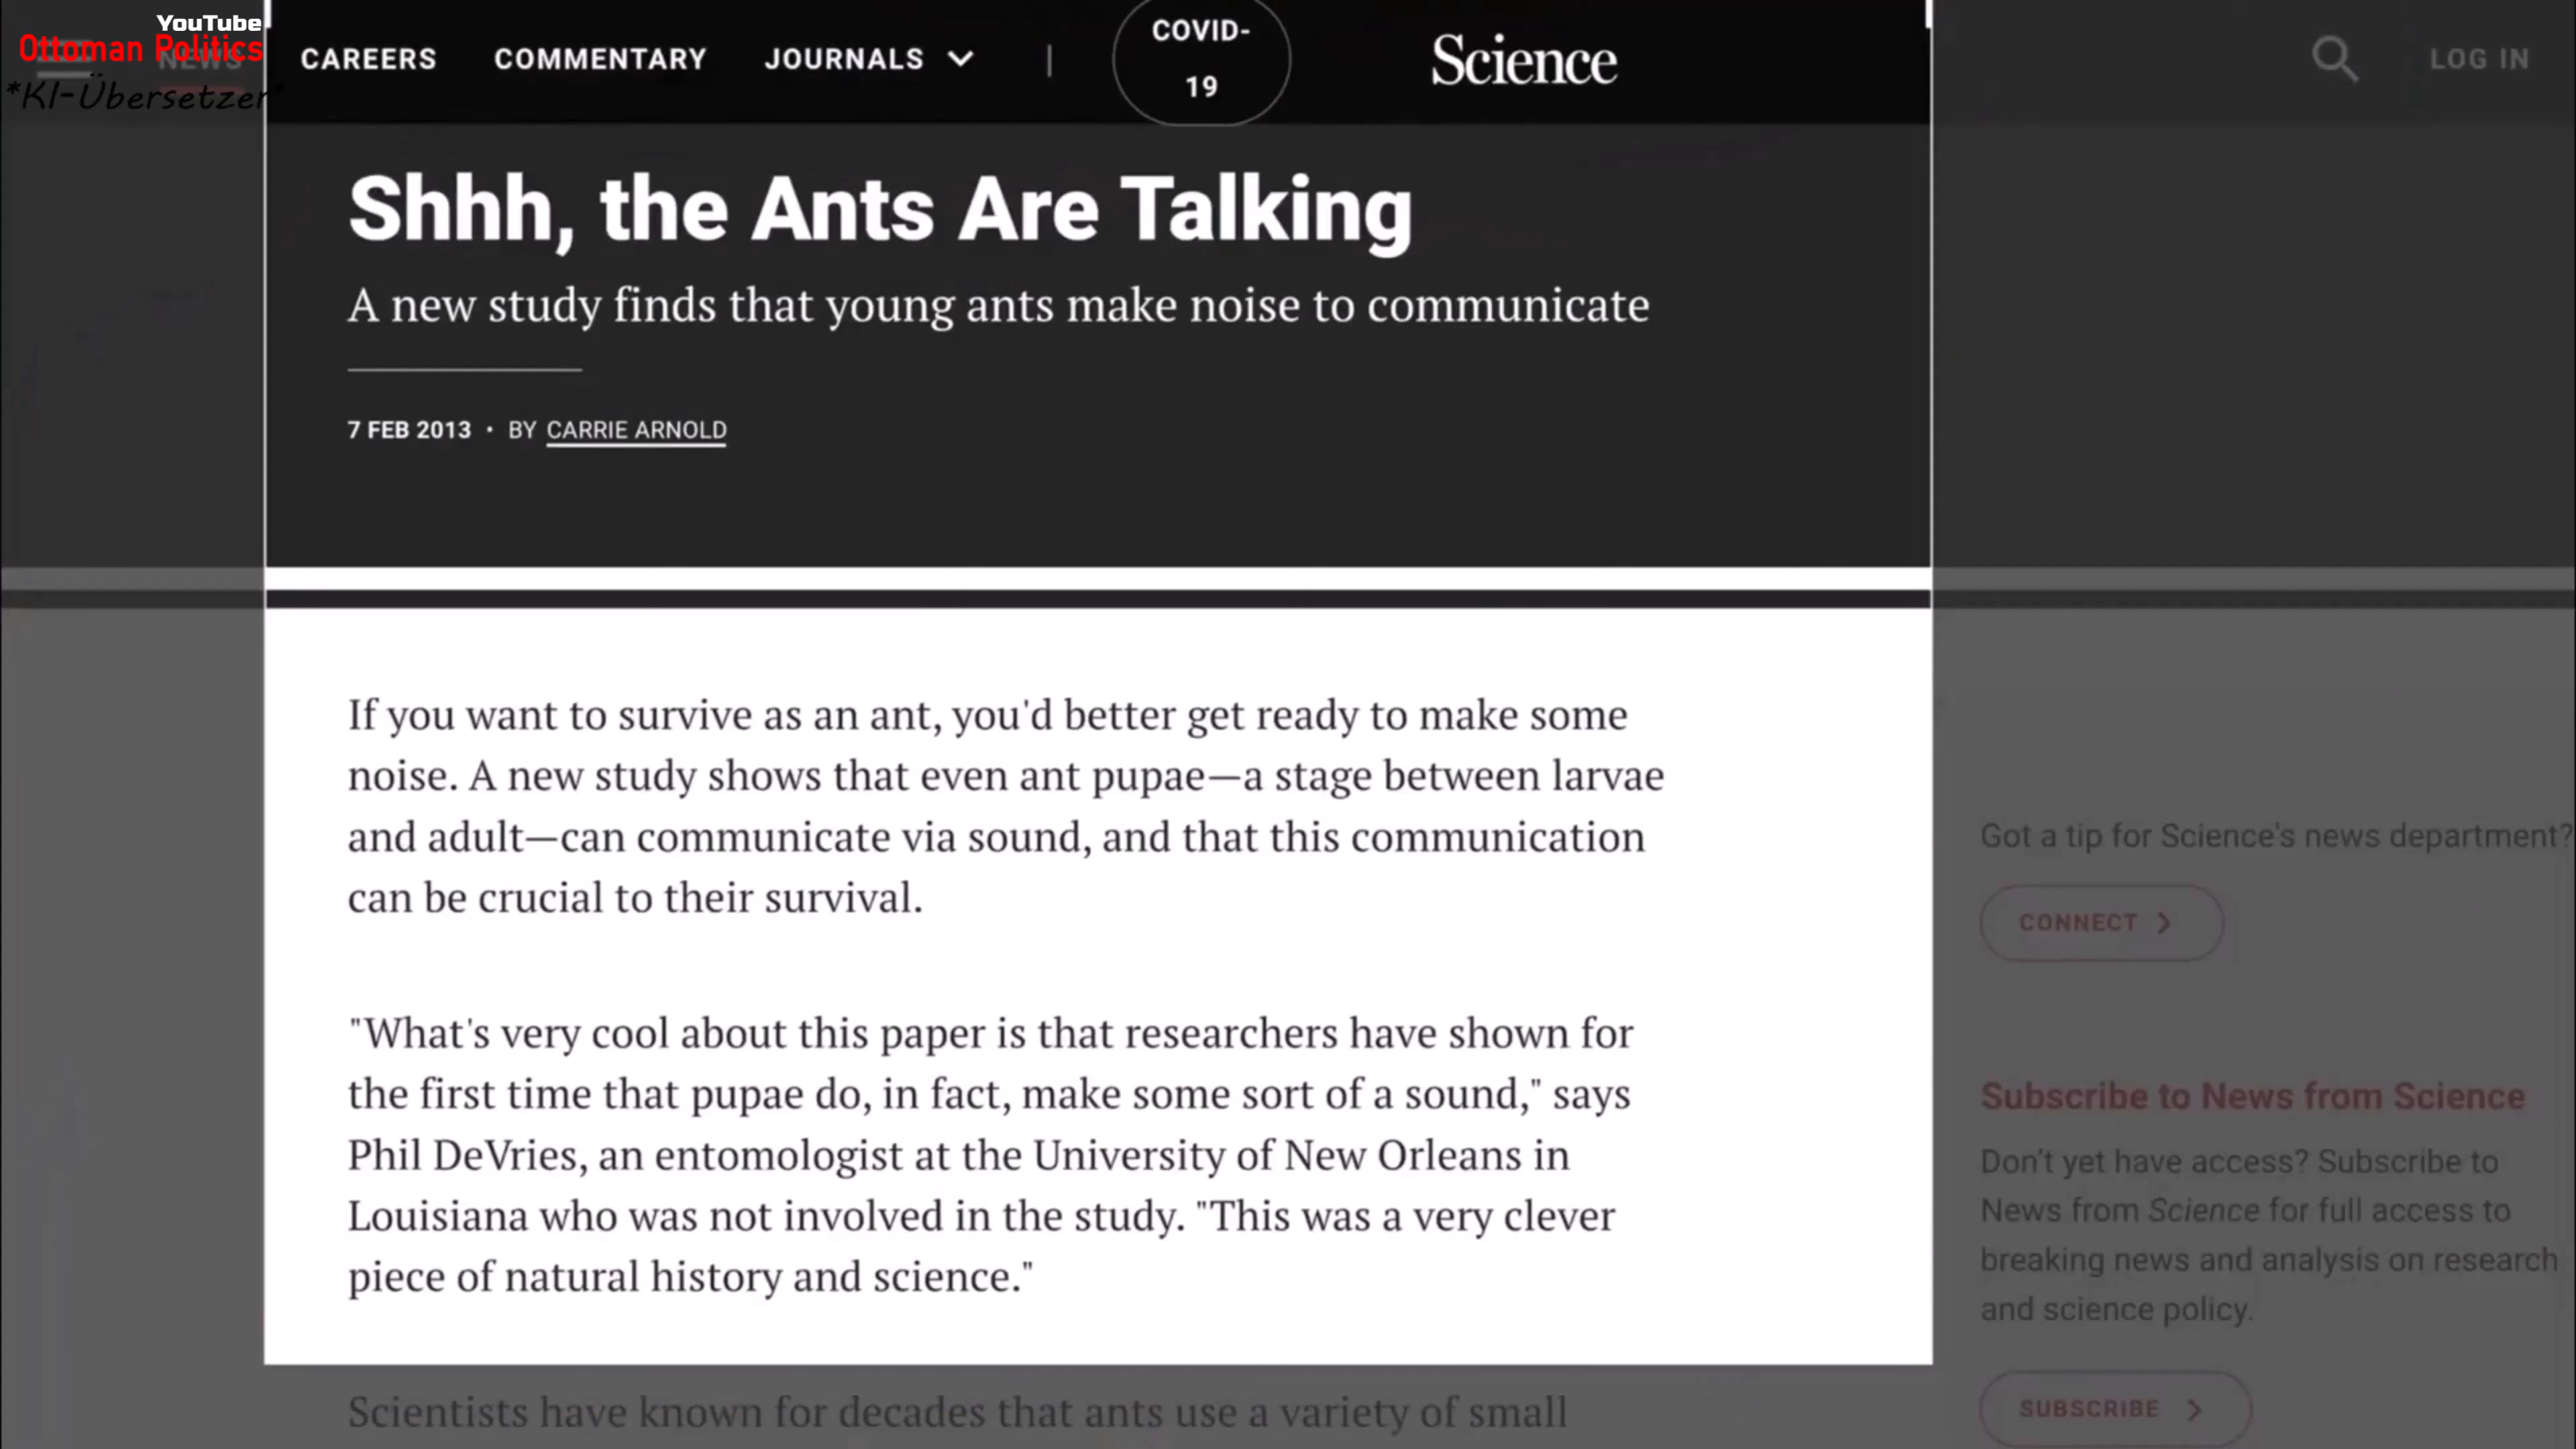 YouTube
Ottoman Politics
*KI-Übersetzer*
NEWS
CAREERS
COMMENTARY
JOURNALS
COVID-
19
Science
LOG IN
Shhh, the Ants Are Talking
A new study finds that young ants make noise to communicate
7 FEB 2013 • BY CARRIE ARNOLD
If you want to survive as an ant, you'd better get ready to make some
noise. A new study shows that even ant pupae—a stage between larvae
and adult—can communicate via sound, and that this communication
can be crucial to their survival.
"What's very cool about this paper is that researchers have shown for
the first time that pupae do, in fact, make some sort of a sound," says
Phil DeVries, an entomologist at the University of New Orleans in
Louisiana who was not involved in the study. "This was a very clever
piece of natural history and science."
Scientists have known for decades that ants use a variety of small
Got a tip for Science's news department?
CONNECT
Subscribe to News from Science
Don't yet have access? Subscribe to
News from Science for full access to
breaking news and analysis on research
and science policy.
SUBSCRIBE